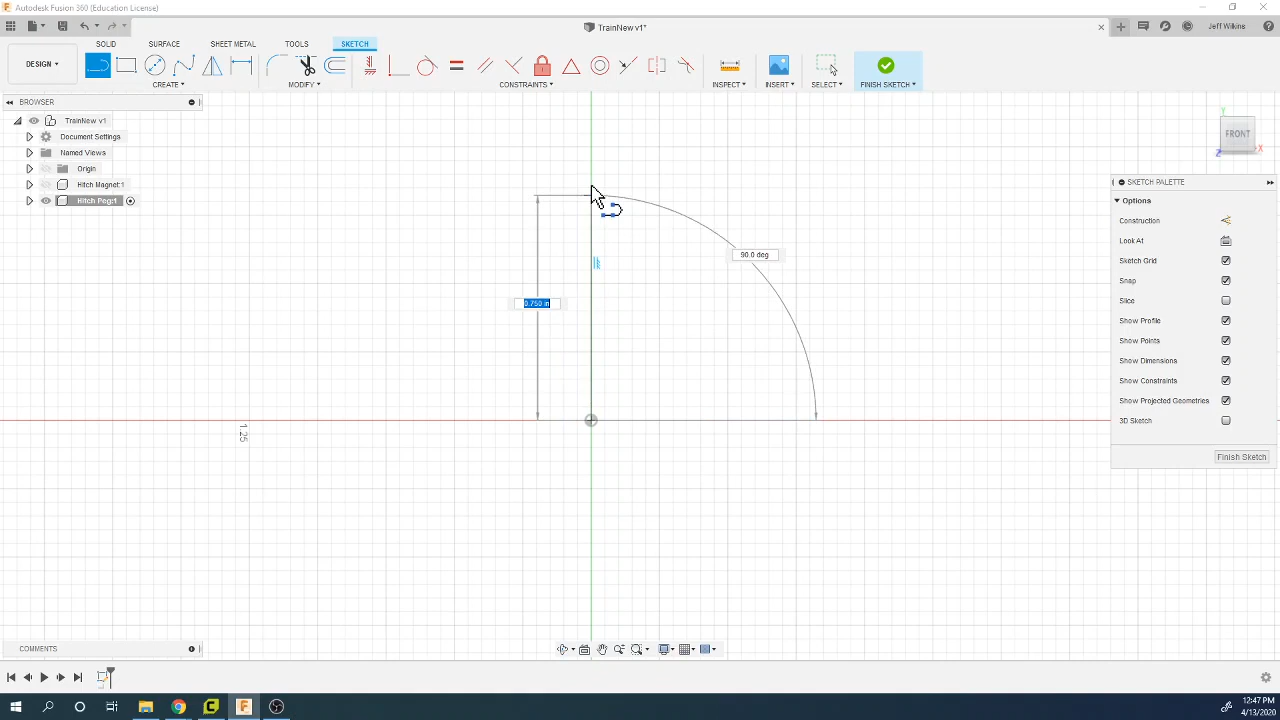 Autodesk Fusion 360 (Education License)
TrainNew v1*
Jeff Wilkins
DESIGN
SOLID
SURFACE
SHEET METAL
TOOLS
SKETCH
CREATE
MODIFY
CONSTRAINTS
INSPECT
INSERT
SELECT
FINISH SKETCH
BROWSER
TrainNew v1
Document Settings
Named Views
Origin
Hitch Magnet:1
Hitch Peg:1
Y
FRONT
Z
X
SKETCH PALETTE
Options
Construction
Look At
Sketch Grid
Snap
Slice
Show Profile
Show Points
Show Dimensions
Show Constraints
Show Projected Geometries
3D Sketch
Finish Sketch
90.0 deg
0.750 in
1.25
COMMENTS
12:47 PM
4/13/2020